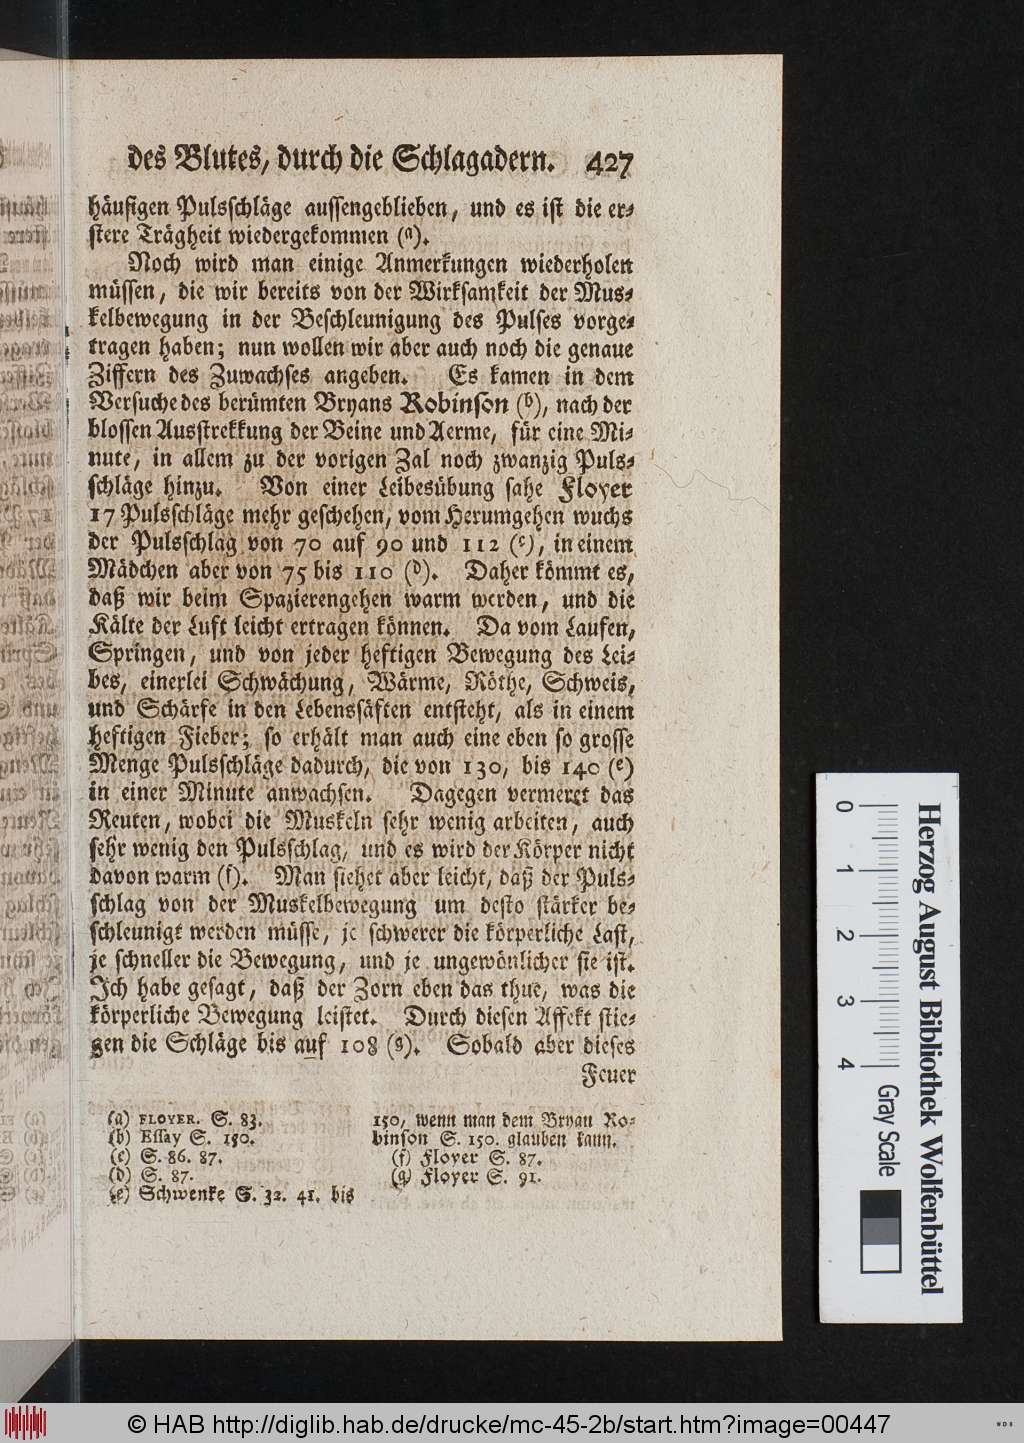 des Blutes, durch die Schlagadern. 427
häufigen Pulsschläge aussengeblieben, und es ist die er-
stere Trägheit wiedergekommen (a).
Noch wird man einige Anmerkungen wiederholen
müssen, die wir bereits von der Wirksamkeit der Mus-
kelbewegung in der Beschleunigung des Pulses vorge-
tragen haben; nun wollen wir aber auch noch die genaue
Ziffern des Zuwachses angeben. Es kamen in dem
Versuche des berümten Bryans Robinson (b), nach der
blossen Ausstrekkung der Beine und Aerme, für eine Mi-
nute, in allem zu der vorigen Zal noch zwanzig Puls-
schläge hinzu. Von einer Leibesübung sahe Floyer
17 Pulsschläge mehr geschehen, vom Herumgehen wuchs
der Pulsschlag von 70 auf 90 und 112 (c), in einem
Mädchen aber von 75 bis 110 (d). Daher kömmt es,
daß wir beim Spazierengehen warm werden, und die
Kälte der Luft leicht ertragen können. Da vom Laufen,
Springen, und von jeder heftigen Bewegung des Lei-
bes, einerlei Schwächung, Wärme, Röthe, Schweis,
und Schärfe in den Lebenssäften entsteht, als in einem
heftigen Fieber; so erhält man auch eine eben so grosse
Menge Pulsschläge dadurch, die von 130, bis 140 (e)
in einer Minute anwachsen. Dagegen vermeret das
Reuten, wobei die Muskeln sehr wenig arbeiten, auch
sehr wenig den Pulsschlag, und es wird der Körper nicht
davon warm (f). Man siehet aber leicht, daß der Puls-
schlag von der Muskelbewegung um desto stärker be-
schleunigt werden müsse, je schwerer die körperliche Last,
je schneller die Bewegung, und je ungewönlicher sie ist.
Ich habe gesagt, daß der Zorn eben das thue, was die
körperliche Bewegung leistet. Durch diesen Affekt stie-
gen die Schläge bis auf 108 (g). Sobald aber dieses
Feuer
(a) FLOYER. S. 83.
(b) Essay S. 150.
(c) S. 86. 87.
(d) S. 87.
(e) Schwenke S. 32. 41. bis
150, wenn man dem Bryan Ro-
binson S. 150. glauben kann.
(f) Floyer S. 87.
(g) Floyer S. 91.
0 1 2 3 4
Gray Scale
Herzog August Bibliothek Wolfenbüttel
© HAB http://diglib.hab.de/drucke/mc-45-2b/start.htm?image=00447